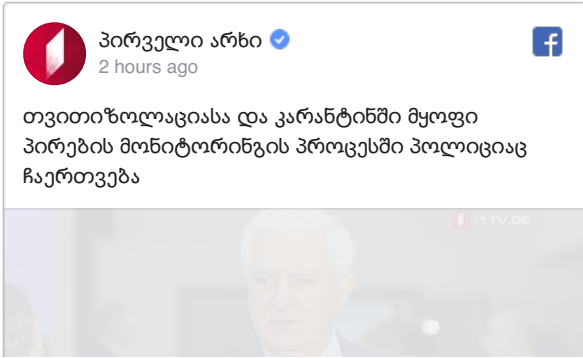 პირველი არხი
2 hours ago
თვითიზოლაციასა და კარანტინში მყოფი
პირების მონიტორინგის პროცესში პოლიციაც
ჩაერთვება
1TV.GE